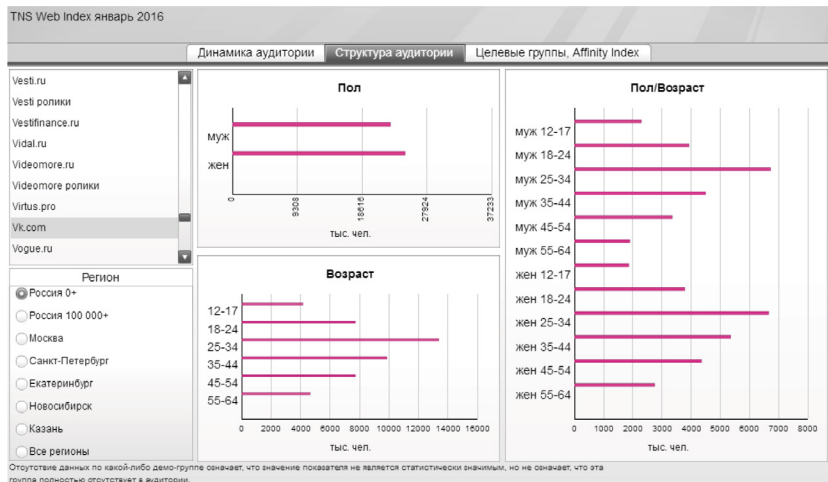 TNS Web Index январь 2016
Динамика аудитории
Структура аудитории
Целевые группы, Affinity Index
Vesti.ru
Vesti ролики
Vestifinance.ru
Vidal.ru
Videomore.ru
Videomore ролики
Virtus.pro
Vk.com
Vogue.ru
Регион
Россия 0+
Россия 100 000+
Москва
Санкт-Петербург
Екатеринбург
Новосибирск
Казань
Все регионы
Пол
муж
жен
0
9308
18616
27924
37233
тыс. чел.
Возраст
12-17
18-24
25-34
35-44
45-54
55-64
0 2000 4000 6000 8000 10000 12000 14000 16000
тыс. чел.
Пол/Возраст
муж 12-17
муж 18-24
муж 25-34
муж 35-44
муж 45-54
муж 55-64
жен 12-17
жен 18-24
жен 25-34
жен 35-44
жен 45-54
жен 55-64
0 1000 2000 3000 4000 5000 6000 7000 8000
тыс. чел.
Отсутствие данных по какой-либо демо-группе означает, что значение показателя не является статистически значимым, но не означает, что эта
группа полностью отсутствует в аудитории.